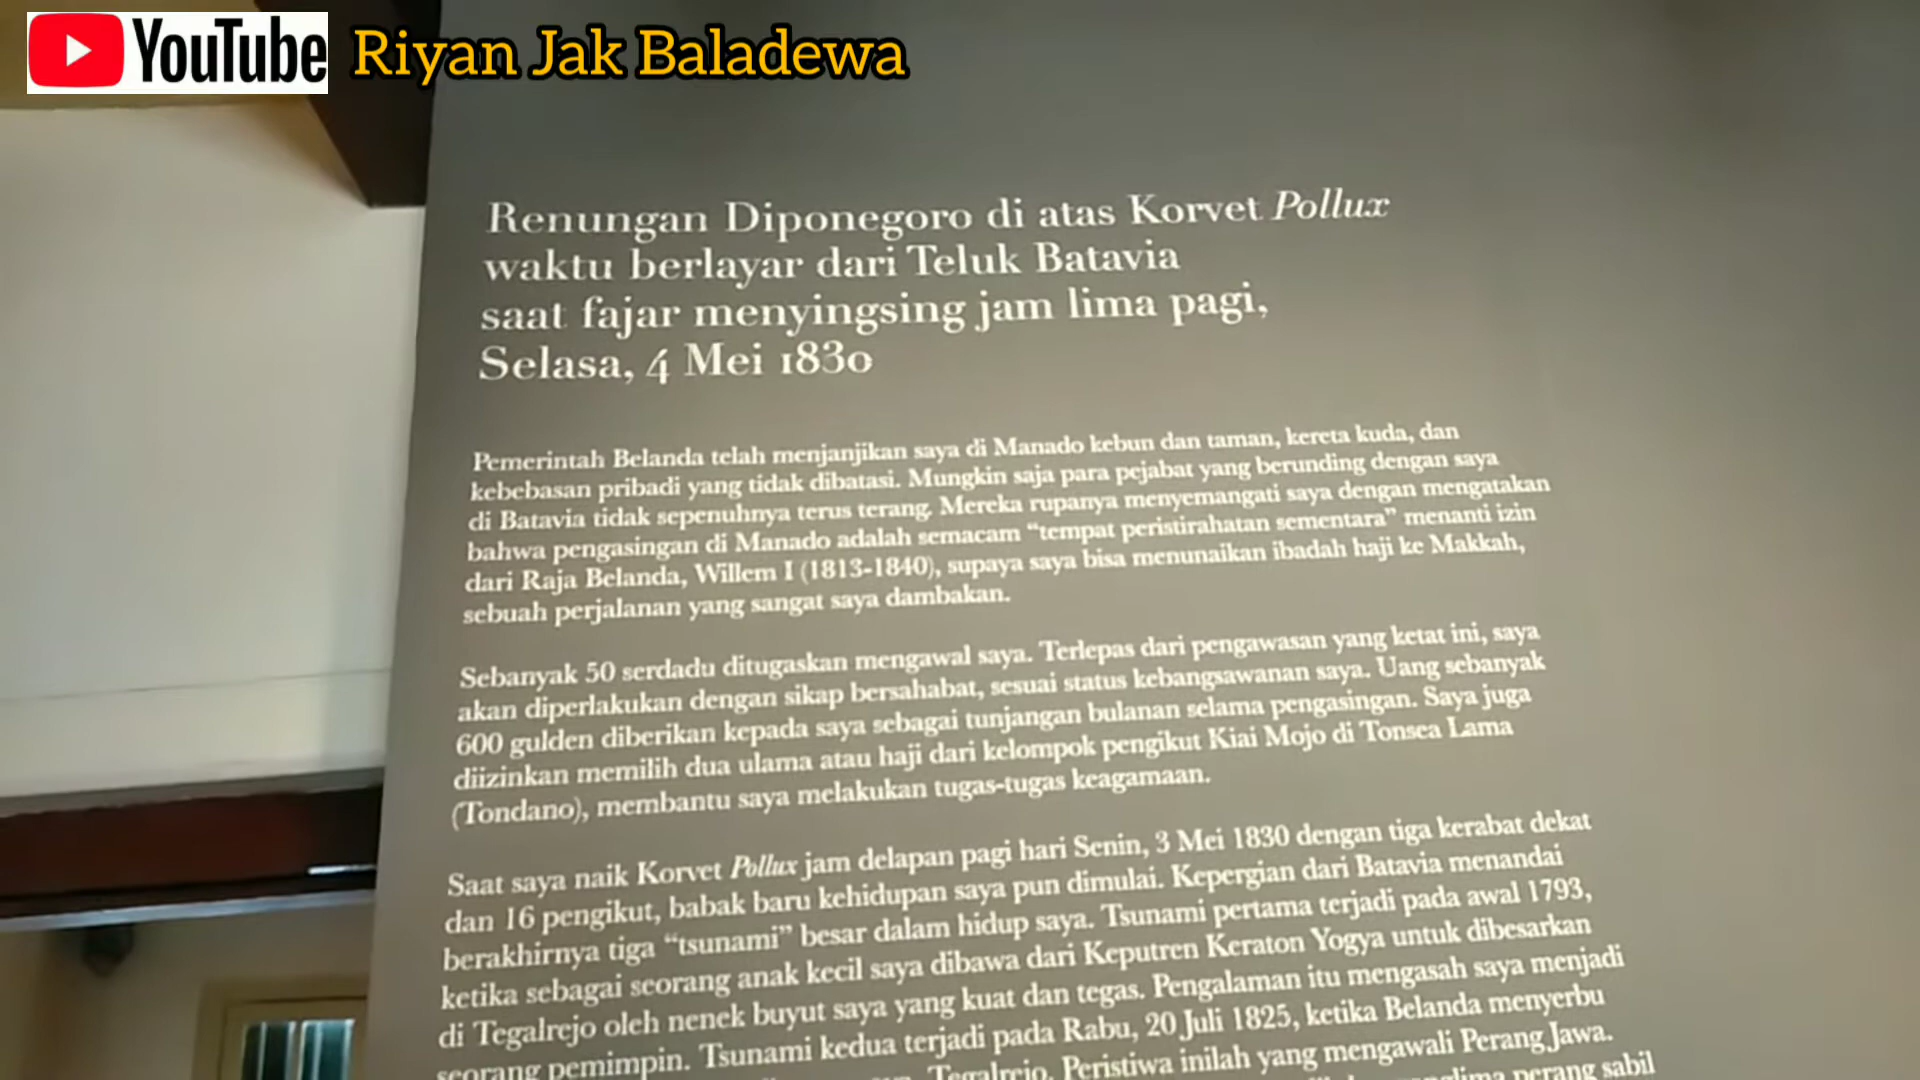 YouTube Riyan Jak Baladewa
Renungan Diponegoro di atas Korvet Pollux
waktu berlayar dari Teluk Batavia
saat fajar menyingsing jam lima pagi,
Selasa, 4 Mei 1830
Pemerintah Belanda telah menjanjikan saya di Manado kebun dan taman, kereta kuda, dan
kebebasan pribadi yang tidak dibatasi. Mungkin saja para pejabat yang berunding dengan saya
di Batavia tidak sepenuhnya terus terang. Mereka rupanya menyemangati saya dengan mengatakan
bahwa pengasingan di Manado adalah semacam “tempat peristirahatan sementara” menanti izin
dari Raja Belanda, Willem I (1813-1840), supaya saya bisa menunaikan ibadah haji ke Makkah,
sebuah perjalanan yang sangat saya dambakan.
Sebanyak 50 serdadu ditugaskan mengawal saya. Terlepas dari pengawasan yang ketat ini, saya
akan diperlakukan dengan sikap bersahabat, sesuai status kebangsawanan saya. Uang sebanyak
600 gulden diberikan kepada saya sebagai tunjangan bulanan selama pengasingan. Saya juga
diizinkan memilih dua ulama atau haji dari kelompok pengikut Kiai Mojo di Tonsea Lama
(Tondano), membantu saya melakukan tugas-tugas keagamaan.
Saat saya naik Korvet Pollux jam delapan pagi hari Senin, 3 Mei 1830 dengan tiga kerabat dekat
dan 16 pengikut, babak baru kehidupan saya pun dimulai. Kepergian dari Batavia menandai
berakhirnya tiga “tsunami” besar dalam hidup saya. Tsunami pertama terjadi pada awal 1793,
ketika sebagai seorang anak kecil saya dibawa dari Keputren Keraton Yogya untuk dibesarkan
di Tegalrejo oleh nenek buyut saya yang kuat dan tegas. Pengalaman itu mengasah saya menjadi
seorang pemimpin. Tsunami kedua terjadi pada Rabu, 20 Juli 1825, ketika Belanda menyerbu
Tegalrejo. Peristiwa inilah yang mengawali Perang Jawa.
perang sabil